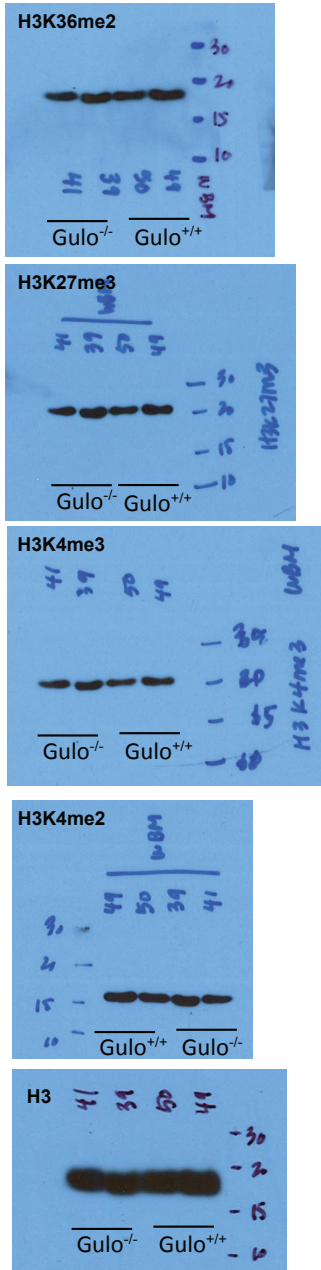 H3K36me2
30
20
15
10
41 39 50 49 WBM
Gulo-/- Gulo+/+
H3K27me3
WBM
41 39 50 49
30
20
15
10
H3K27me3
Gulo-/- Gulo+/+
H3K4me3
41 39 50 49
WBM
30
20
15
10
H3K4me3
Gulo-/- Gulo+/+
H3K4me2
WBM
49 50 39 41
30
20
15
10
Gulo+/+ Gulo-/-
H3
41 39 50 49
30
20
15
10
Gulo-/- Gulo+/+